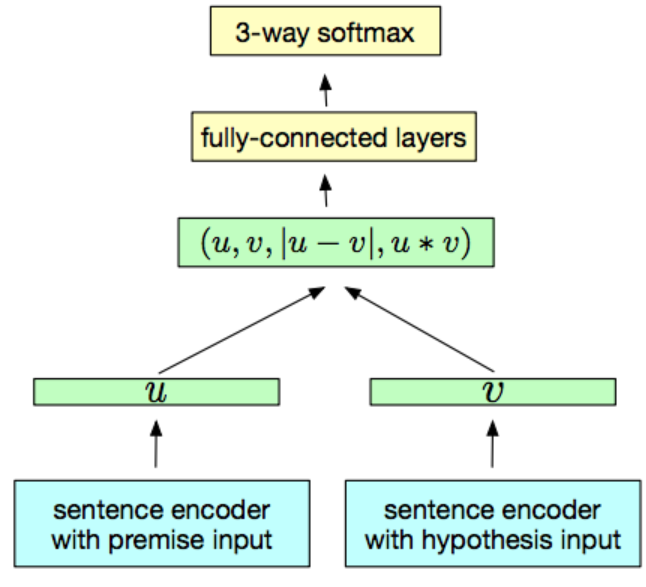 3-way softmax
fully-connected layers
(u, v, |u − v|, u ∗ v)
u
v
sentence encoder
with premise input
sentence encoder
with hypothesis input